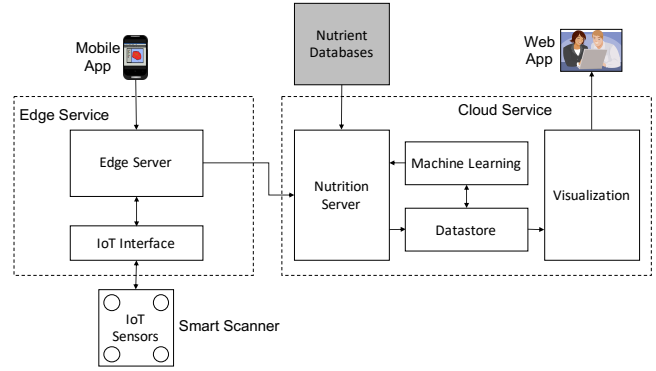 Mobile
App
Nutrient
Databases
Web
App
Edge Service
Cloud Service
Edge Server
Nutrition
Server
Machine Learning
Visualization
Datastore
IoT Interface
IoT
Sensors
Smart Scanner